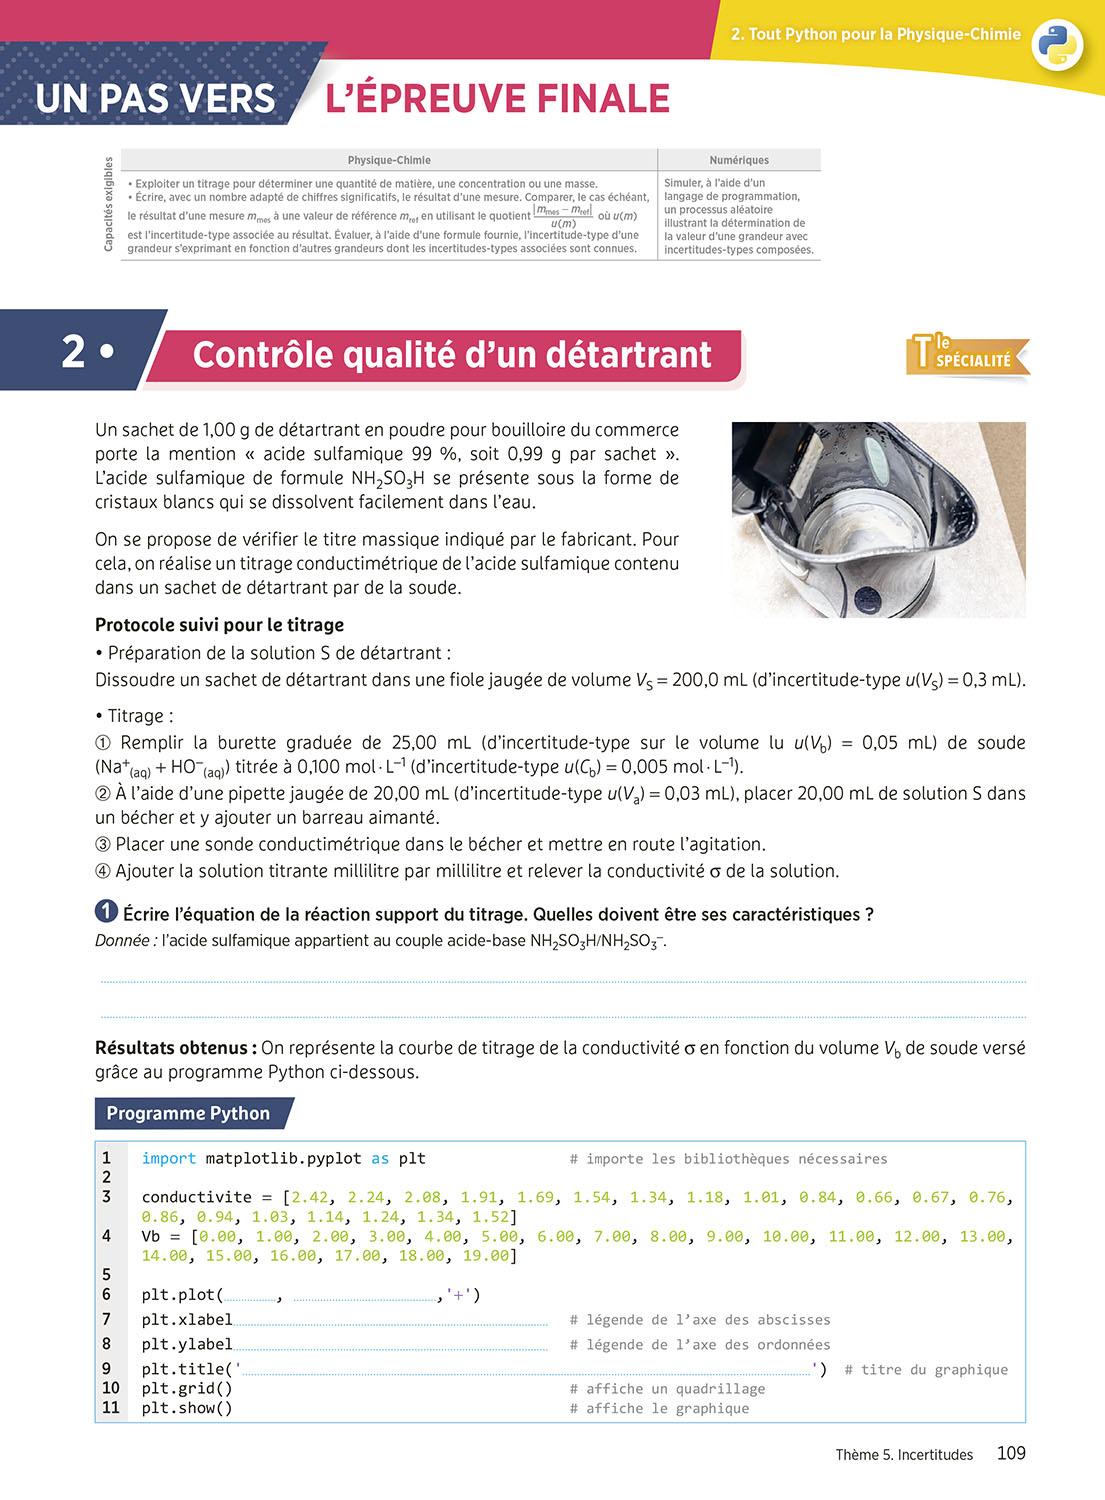 2. Tout Python pour la Physique-Chimie
UN PAS VERS L’ÉPREUVE FINALE
Capacités exigibles
Physique-Chimie
• Exploiter un titrage pour déterminer une quantité de matière, une concentration ou une masse.
• Écrire, avec un nombre adapté de chiffres significatifs, le résultat d’une mesure. Comparer, le cas échéant,
le résultat d’une mesure m_mes à une valeur de référence m_ref en utilisant le quotient |m_mes – m_ref| / u(m) où u(m)
est l’incertitude-type associée au résultat. Évaluer, à l’aide d’une formule fournie, l’incertitude-type d’une
grandeur s’exprimant en fonction d’autres grandeurs dont les incertitudes-types associées sont connues.
Numériques
Simuler, à l’aide d’un
langage de programmation,
un processus aléatoire
illustrant la détermination de
la valeur d’une grandeur avec
incertitudes-types composées.
2 • Contrôle qualité d’un détartrant
Tle
SPÉCIALITÉ
Un sachet de 1,00 g de détartrant en poudre pour bouilloire du commerce
porte la mention « acide sulfamique 99 %, soit 0,99 g par sachet ».
L’acide sulfamique de formule NH₂SO₃H se présente sous la forme de
cristaux blancs qui se dissolvent facilement dans l’eau.
On se propose de vérifier le titre massique indiqué par le fabricant. Pour
cela, on réalise un titrage conductimétrique de l’acide sulfamique contenu
dans un sachet de détartrant par de la soude.
Protocole suivi pour le titrage
• Préparation de la solution S de détartrant :
Dissoudre un sachet de détartrant dans une fiole jaugée de volume V_S = 200,0 mL (d’incertitude-type u(V_S) = 0,3 mL).
• Titrage :
① Remplir la burette graduée de 25,00 mL (d’incertitude-type sur le volume lu u(V_b) = 0,05 mL) de soude
(Na⁺(aq) + HO⁻(aq)) titrée à 0,100 mol · L⁻¹ (d’incertitude-type u(C_b) = 0,005 mol · L⁻¹).
② À l’aide d’une pipette jaugée de 20,00 mL (d’incertitude-type u(V_a) = 0,03 mL), placer 20,00 mL de solution S dans
un bécher et y ajouter un barreau aimanté.
③ Placer une sonde conductimétrique dans le bécher et mettre en route l’agitation.
④ Ajouter la solution titrante millilitre par millilitre et relever la conductivité σ de la solution.
1 Écrire l’équation de la réaction support du titrage. Quelles doivent être ses caractéristiques ?
Donnée : l’acide sulfamique appartient au couple acide-base NH₂SO₃H/NH₂SO₃⁻.
Résultats obtenus : On représente la courbe de titrage de la conductivité σ en fonction du volume V_b de soude versé
grâce au programme Python ci-dessous.
Programme Python
1 import matplotlib.pyplot as plt # importe les bibliothèques nécessaires
2
3 conductivite = [2.42, 2.24, 2.08, 1.91, 1.69, 1.54, 1.34, 1.18, 1.01, 0.84, 0.66, 0.67, 0.76,
0.86, 0.94, 1.03, 1.14, 1.24, 1.34, 1.52]
4 Vb = [0.00, 1.00, 2.00, 3.00, 4.00, 5.00, 6.00, 7.00, 8.00, 9.00, 10.00, 11.00, 12.00, 13.00,
14.00, 15.00, 16.00, 17.00, 18.00, 19.00]
5
6 plt.plot(........, ........,'+')
7 plt.xlabel........ # légende de l’axe des abscisses
8 plt.ylabel........ # légende de l’axe des ordonnées
9 plt.title('........') # titre du graphique
10 plt.grid() # affiche un quadrillage
11 plt.show() # affiche le graphique
Thème 5. Incertitudes 109